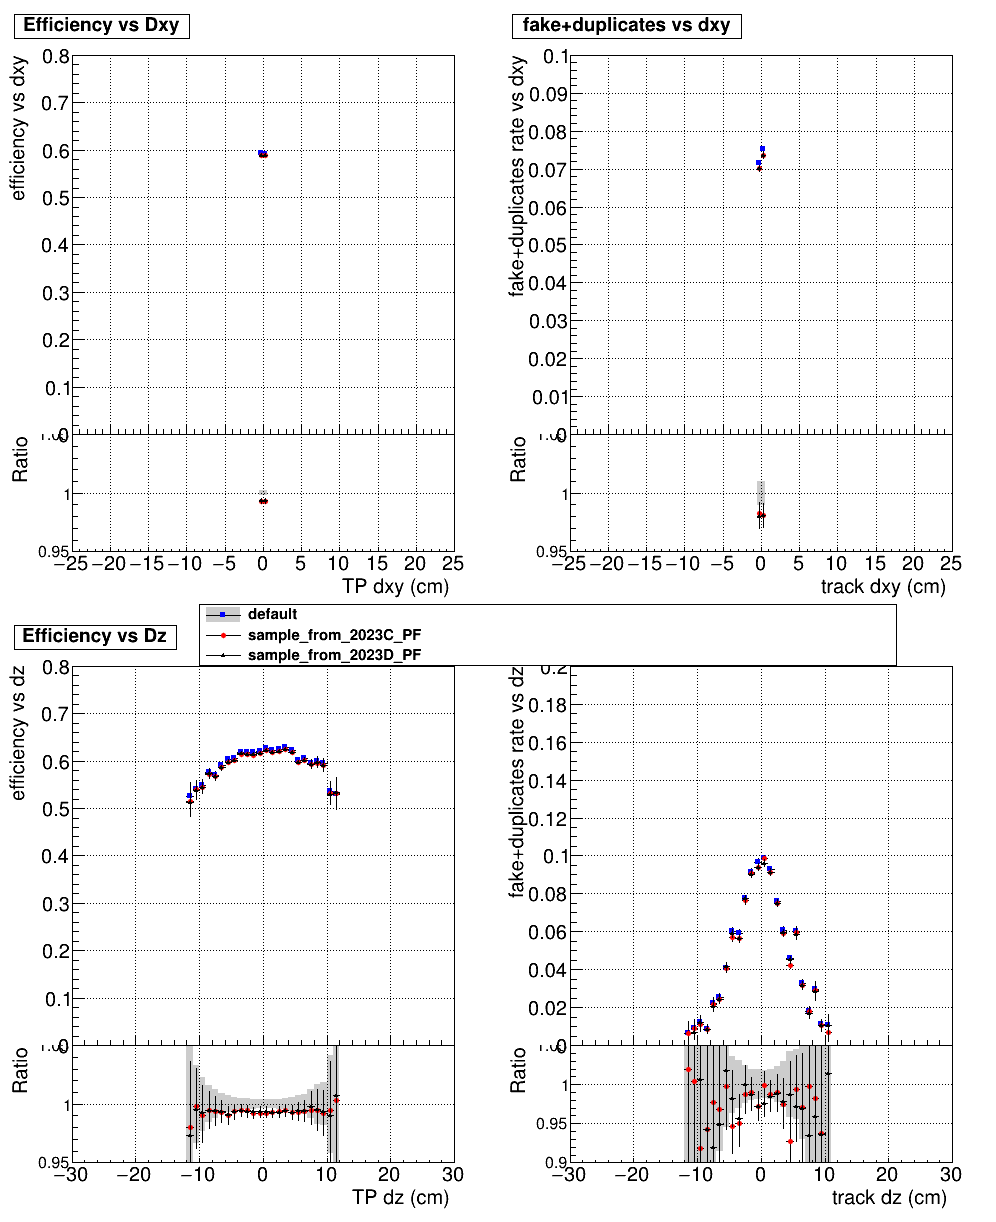 Efficiency vs Dxy
efficiency vs dxy
0.8
0.7
0.6
0.5
0.4
0.3
0.2
0.1
0
Ratio
1
0.95
−25 −20 −15 −10 −5 0 5 10 15 20 25
TP dxy (cm)
fake+duplicates vs dxy
fake+duplicates rate vs dxy
0.1
0.09
0.08
0.07
0.06
0.05
0.04
0.03
0.02
0.01
0
Ratio
1
0.95
−25 −20 −15 −10 −5 0 5 10 15 20 25
track dxy (cm)
default
sample_from_2023C_PF
sample_from_2023D_PF
Efficiency vs Dz
efficiency vs dz
0.8
0.7
0.6
0.5
0.4
0.3
0.2
0.1
0
Ratio
1
0.95
−30 −20 −10 0 10 20 30
TP dz (cm)
fake+duplicates rate vs dz
0.2
0.18
0.16
0.14
0.12
0.1
0.08
0.06
0.04
0.02
0
Ratio
1
0.95
0.9
−30 −20 −10 0 10 20 30
track dz (cm)